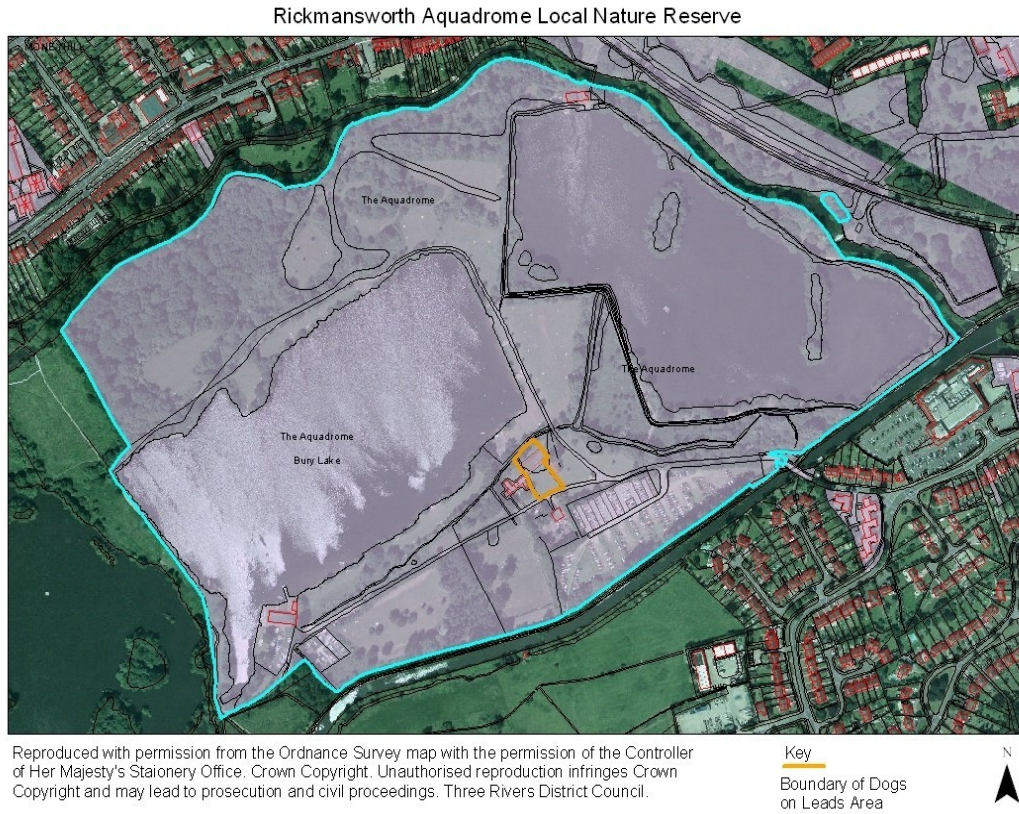 Rickmansworth Aquadrome Local Nature Reserve
MONEYHILL
The Aquadrome
The Aquadrome
The Aquadrome
Bury Lake
Reproduced with permission from the Ordnance Survey map with the permission of the Controller
of Her Majesty's Staionery Office. Crown Copyright. Unauthorised reproduction infringes Crown
Copyright and may lead to prosecution and civil proceedings. Three Rivers District Council.
Key
Boundary of Dogs
on Leads Area
N